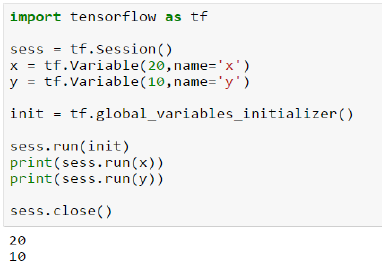 import tensorflow as tf
sess = tf.Session()
x = tf.Variable(20,name='x')
y = tf.Variable(10,name='y')
init = tf.global_variables_initializer()
sess.run(init)
print(sess.run(x))
print(sess.run(y))
sess.close()
20
10